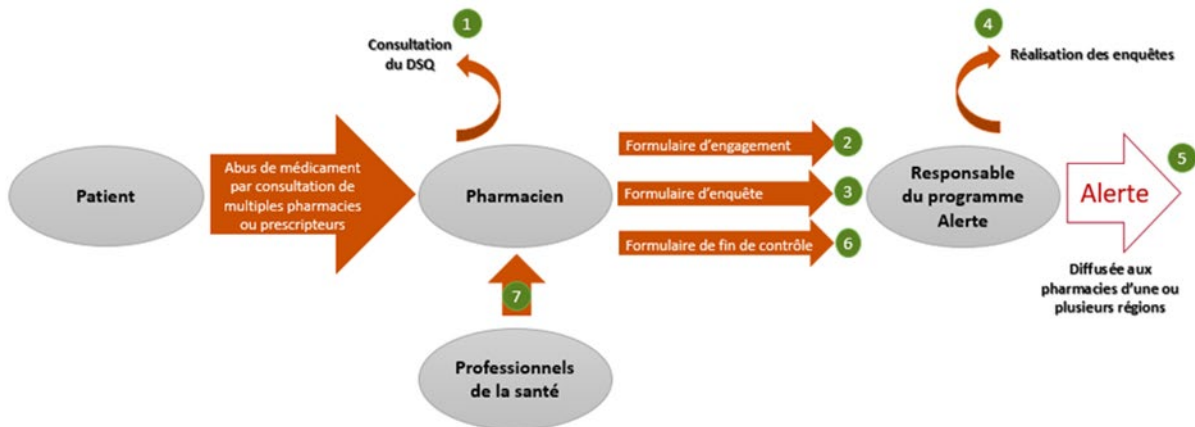 1
Consultation
du DSQ
4
Réalisation des enquêtes
Patient
Abus de médicament
par consultation de
multiples pharmacies
ou prescripteurs
Pharmacien
Formulaire d'engagement
2
Formulaire d'enquête
3
Formulaire de fin de contrôle
6
Responsable
du programme
Alerte
Alerte
5
Diffusée aux
pharmacies d'une ou
plusieurs régions
7
Professionnels
de la santé